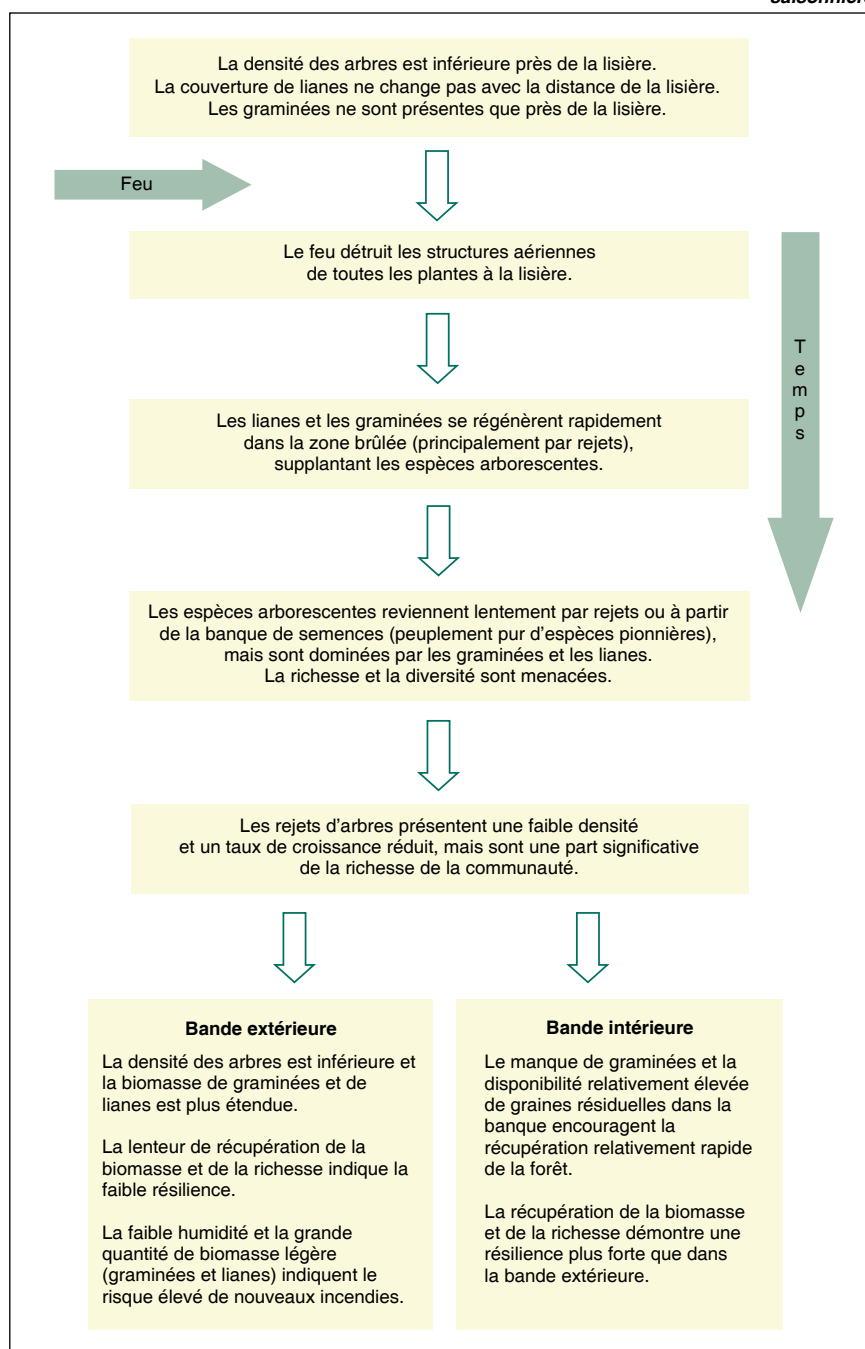 La densité des arbres est inférieure près de la lisière.
La couverture de lianes ne change pas avec la distance de la lisière.
Les graminées ne sont présentes que près de la lisière.
Feu
Le feu détruit les structures aériennes
de toutes les plantes à la lisière.
T
e
m
p
s
Les lianes et les graminées se régénèrent rapidement
dans la zone brûlée (principalement par rejets),
supplantant les espèces arborescentes.
Les espèces arborescentes reviennent lentement par rejets ou à partir
de la banque de semences (peuplement pur d'espèces pionnières),
mais sont dominées par les graminées et les lianes.
La richesse et la diversité sont menacées.
Les rejets d'arbres présentent une faible densité
et un taux de croissance réduit, mais sont une part significative
de la richesse de la communauté.
Bande extérieure
La densité des arbres est inférieure et
la biomasse de graminées et de
lianes est plus étendue.
La lenteur de récupération de la
biomasse et de la richesse indique la
faible résilience.
La faible humidité et la grande
quantité de biomasse légère
(graminées et lianes) indiquent le
risque élevé de nouveaux incendies.
Bande intérieure
Le manque de graminées et la
disponibilité relativement élevée
de graines résiduelles dans la
banque encouragent la
récupération relativement rapide
de la forêt.
La récupération de la biomasse
et de la richesse démontre une
résilience plus forte que dans
la bande extérieure.